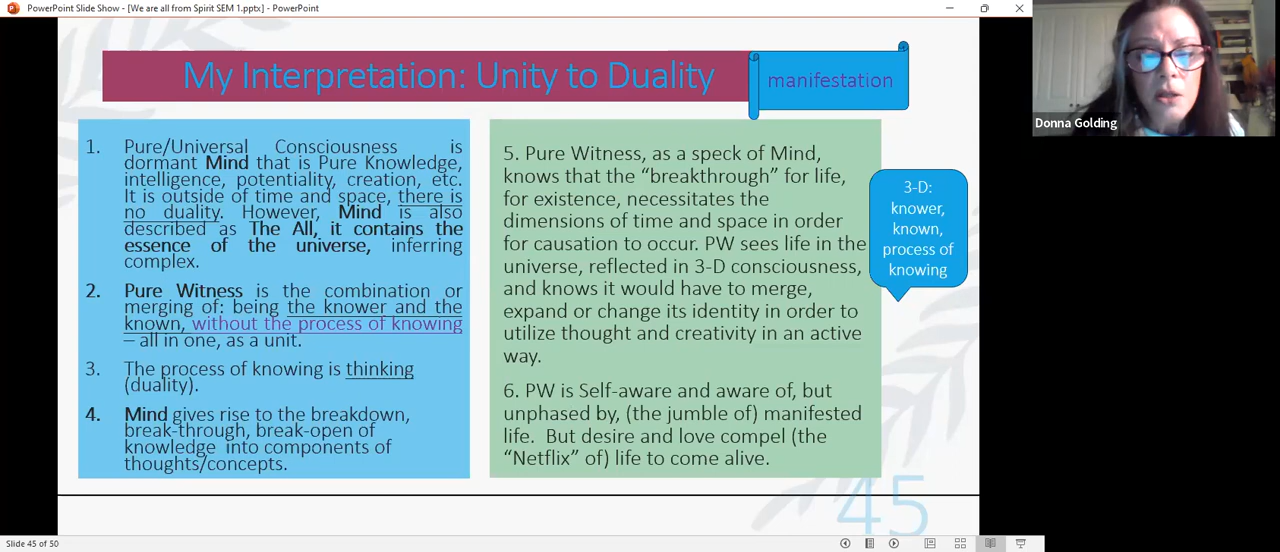 PowerPoint Slide Show - [We are all from Spirit SEM 1.pptx] - PowerPoint
My Interpretation: Unity to Duality
manifestation
Donna Golding
1. Pure/Universal Consciousness is
dormant Mind that is Pure Knowledge,
intelligence, potentiality, creation, etc.
It is outside of time and space, there is
no duality. However, Mind is also
described as The All, it contains the
essence of the universe, inferring
complex.
2. Pure Witness is the combination or
merging of: being the knower and the
known, without the process of knowing
– all in one, as a unit.
3. The process of knowing is thinking
(duality).
4. Mind gives rise to the breakdown,
break-through, break-open of
knowledge into components of
thoughts/concepts.
5. Pure Witness, as a speck of Mind,
knows that the “breakthrough” for life,
for existence, necessitates the
dimensions of time and space in order
for causation to occur. PW sees life in the
universe, reflected in 3-D consciousness,
and knows it would have to merge,
expand or change its identity in order to
utilize thought and creativity in an active
way.
6. PW is Self-aware and aware of, but
unphased by, (the jumble of) manifested
life. But desire and love compel (the
“Netflix” of) life to come alive.
3-D:
knower,
known,
process of
knowing
45
Slide 45 of 50